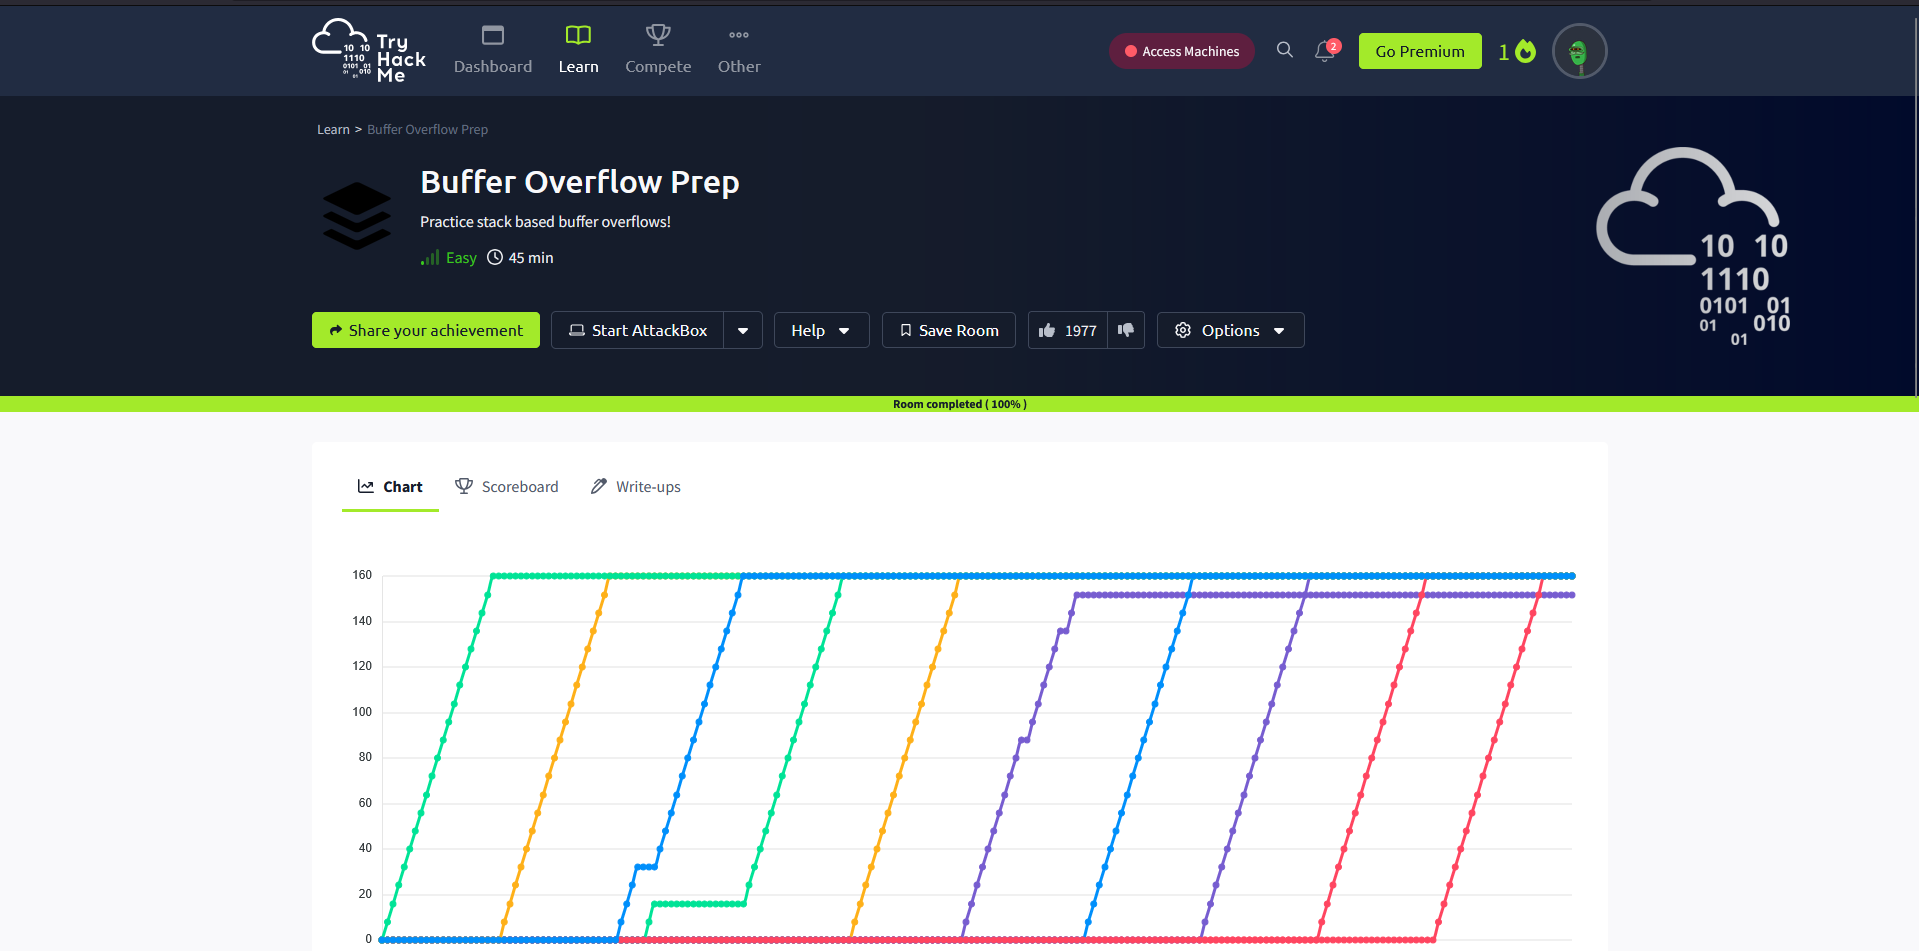 Try
Hack
Me
10 10
1110
0101 01
01 010
01
Dashboard
Learn
Compete
Other
Access Machines
2
Go Premium
1
Learn > Buffer Overflow Prep
Buffer Overflow Prep
Practice stack based buffer overflows!
Easy 45 min
10 10
1110
0101 01
01 010
01
Share your achievement
Start AttackBox
Help
Save Room
1977
Options
Room completed ( 100% )
Chart
Scoreboard
Write-ups
160
140
120
100
80
60
40
20
0